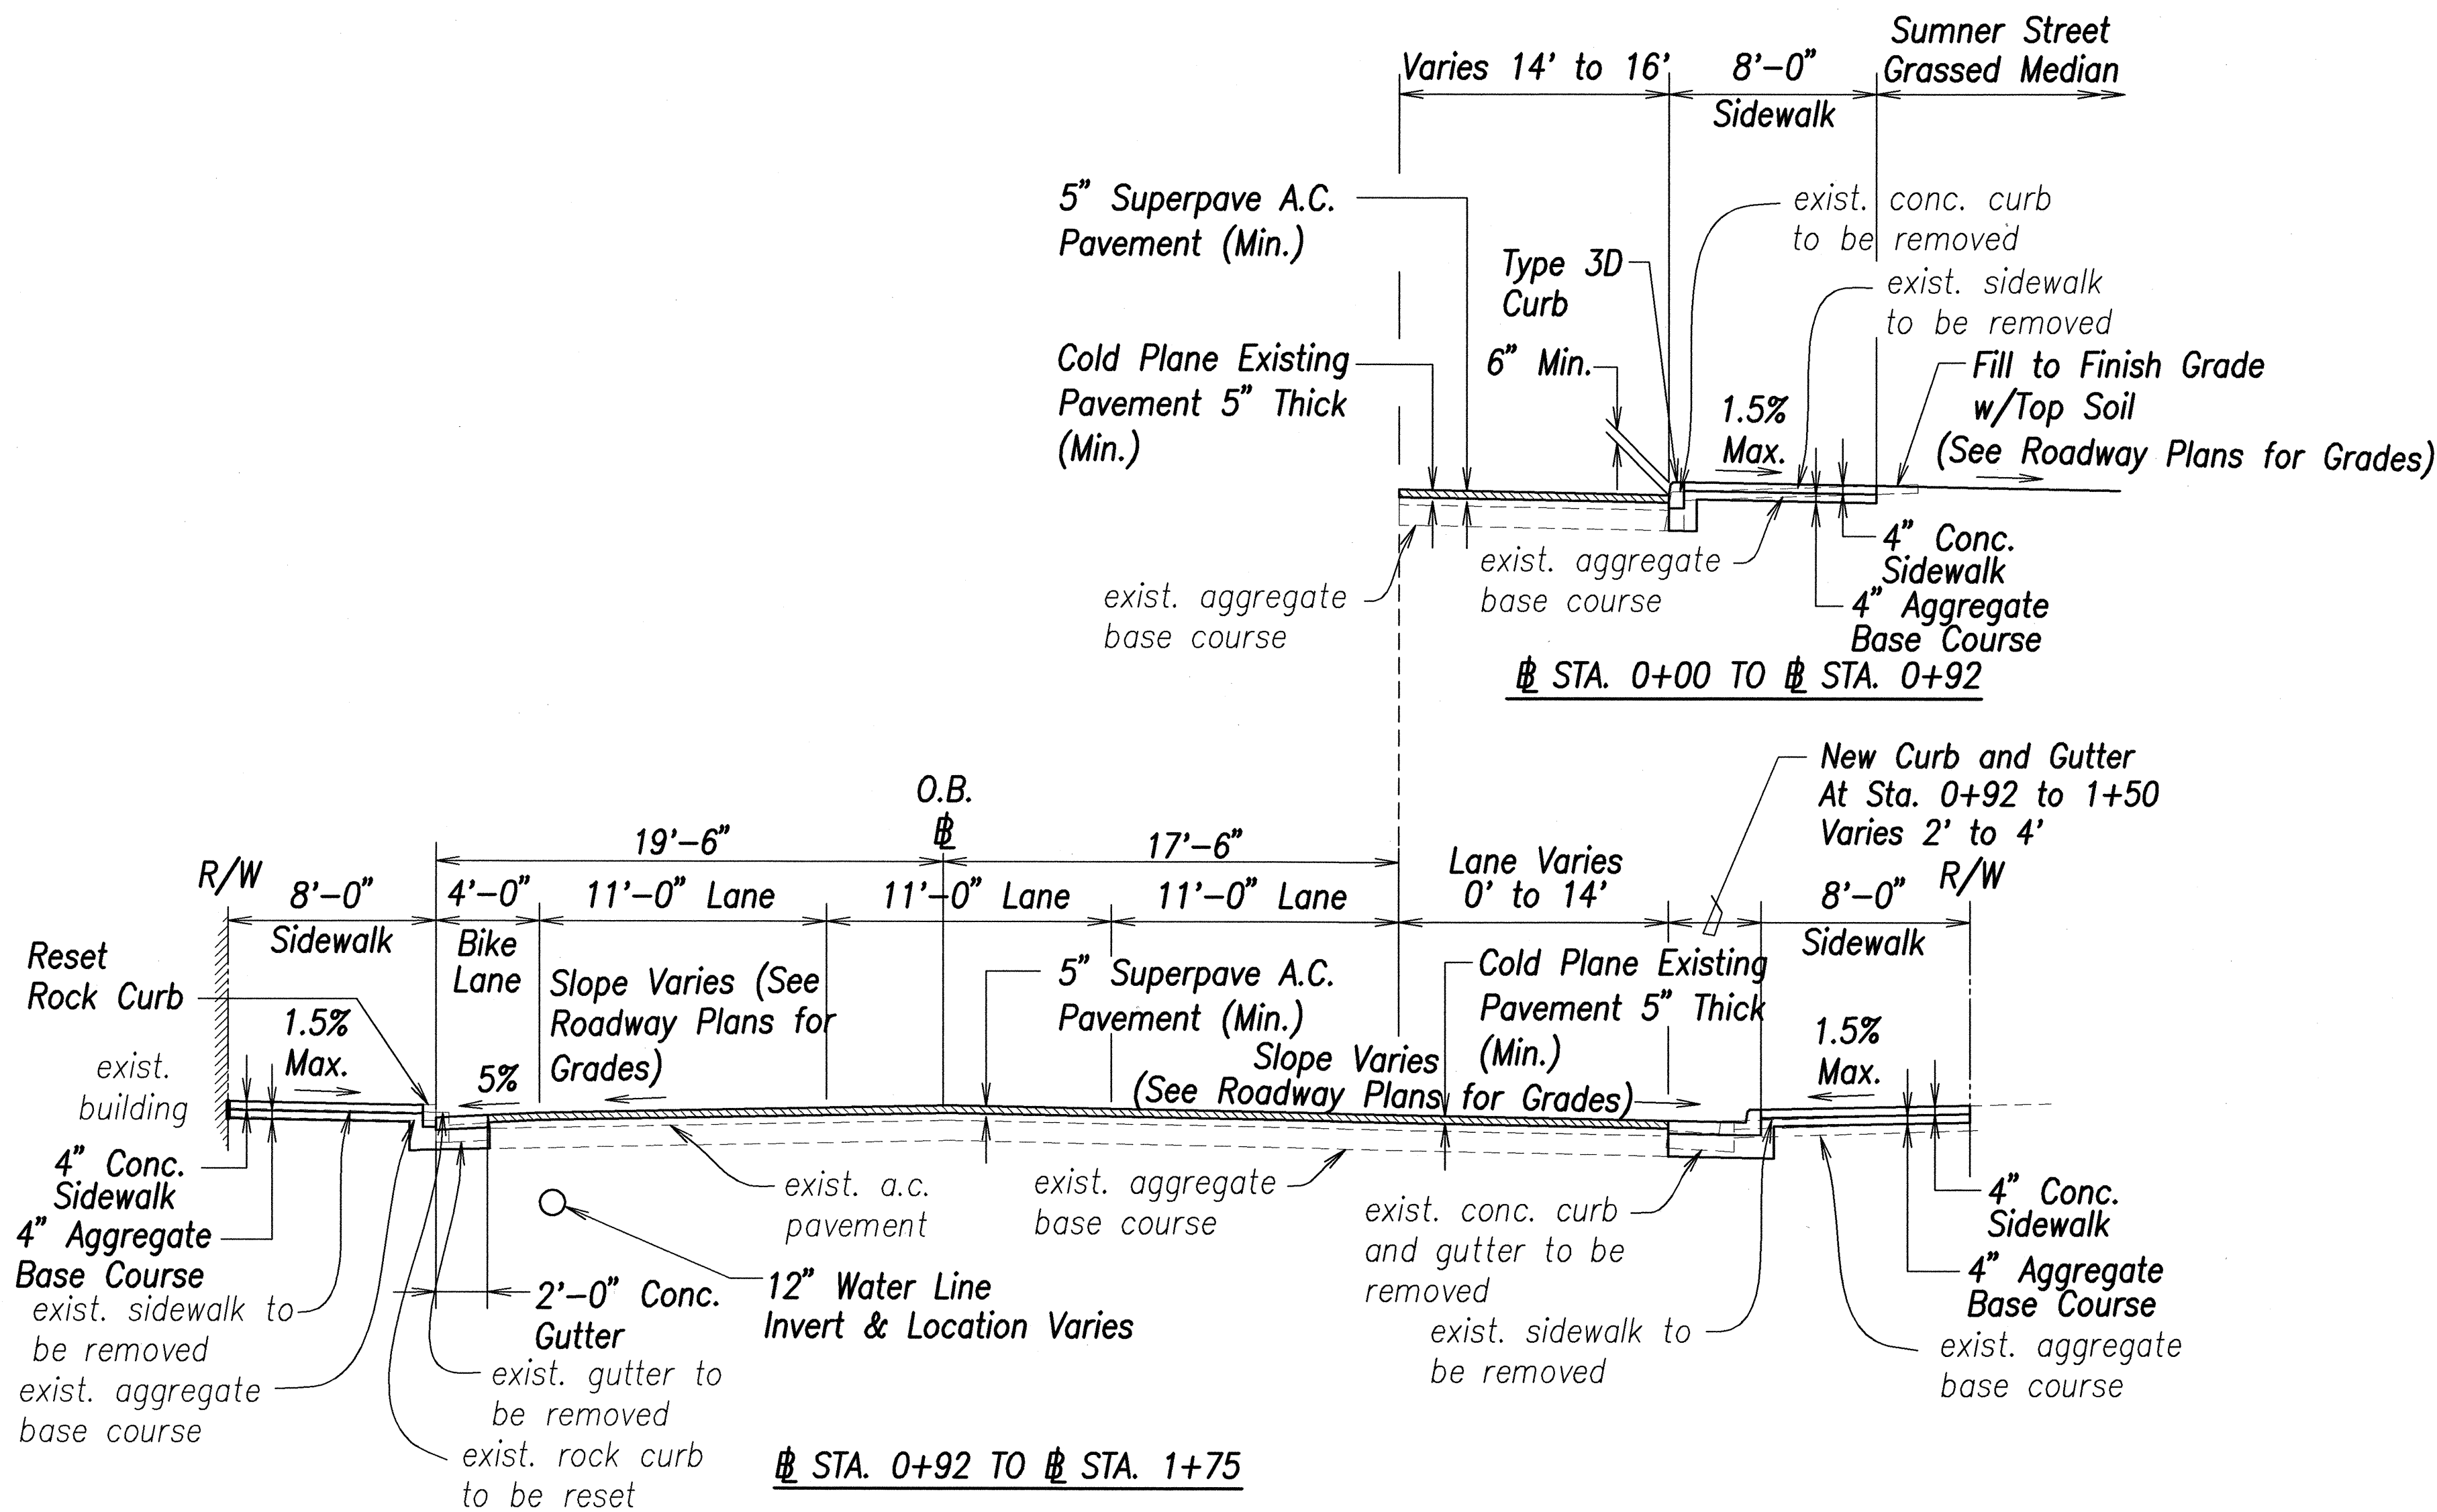 Sumner Street
Grassed Median
Varies 14' to 16'
8'-0"
Sidewalk
5" Superpave A.C.
Pavement (Min.)
exist. conc. curb
to be removed
Type 3D
Curb
exist. sidewalk
to be removed
Cold Plane Existing
Pavement 5" Thick
(Min.)
6" Min.
1.5%
Max.
Fill to Finish Grade
w/Top Soil
(See Roadway Plans for Grades)
exist. aggregate
base course
exist. aggregate
base course
4" Conc.
Sidewalk
4" Aggregate
Base Course
BL STA. 0+00 TO BL STA. 0+92
New Curb and Gutter
At Sta. 0+92 to 1+50
Varies 2' to 4'
O.B.
BL
19'-6"
17'-6"
R/W
8'-0"
Sidewalk
4'-0"
Bike
Lane
11'-0" Lane
11'-0" Lane
11'-0" Lane
Lane Varies
0' to 14'
R/W
8'-0"
Sidewalk
Reset
Rock Curb
1.5%
Max.
exist.
building
5%
Slope Varies (See
Roadway Plans for
Grades)
5" Superpave A.C.
Pavement (Min.)
Slope Varies
(See Roadway Plans for Grades)
Cold Plane Existing
Pavement 5" Thick
(Min.)
1.5%
Max.
4" Conc.
Sidewalk
4" Aggregate
Base Course
exist. sidewalk to
be removed
exist. aggregate
base course
2'-0" Conc.
Gutter
exist. gutter to
be removed
exist. rock curb
to be reset
exist. a.c.
pavement
12" Water Line
Invert & Location Varies
exist. aggregate
base course
exist. conc. curb
and gutter to be
removed
exist. sidewalk to
be removed
4" Conc.
Sidewalk
4" Aggregate
Base Course
exist. aggregate
base course
BL STA. 0+92 TO BL STA. 1+75